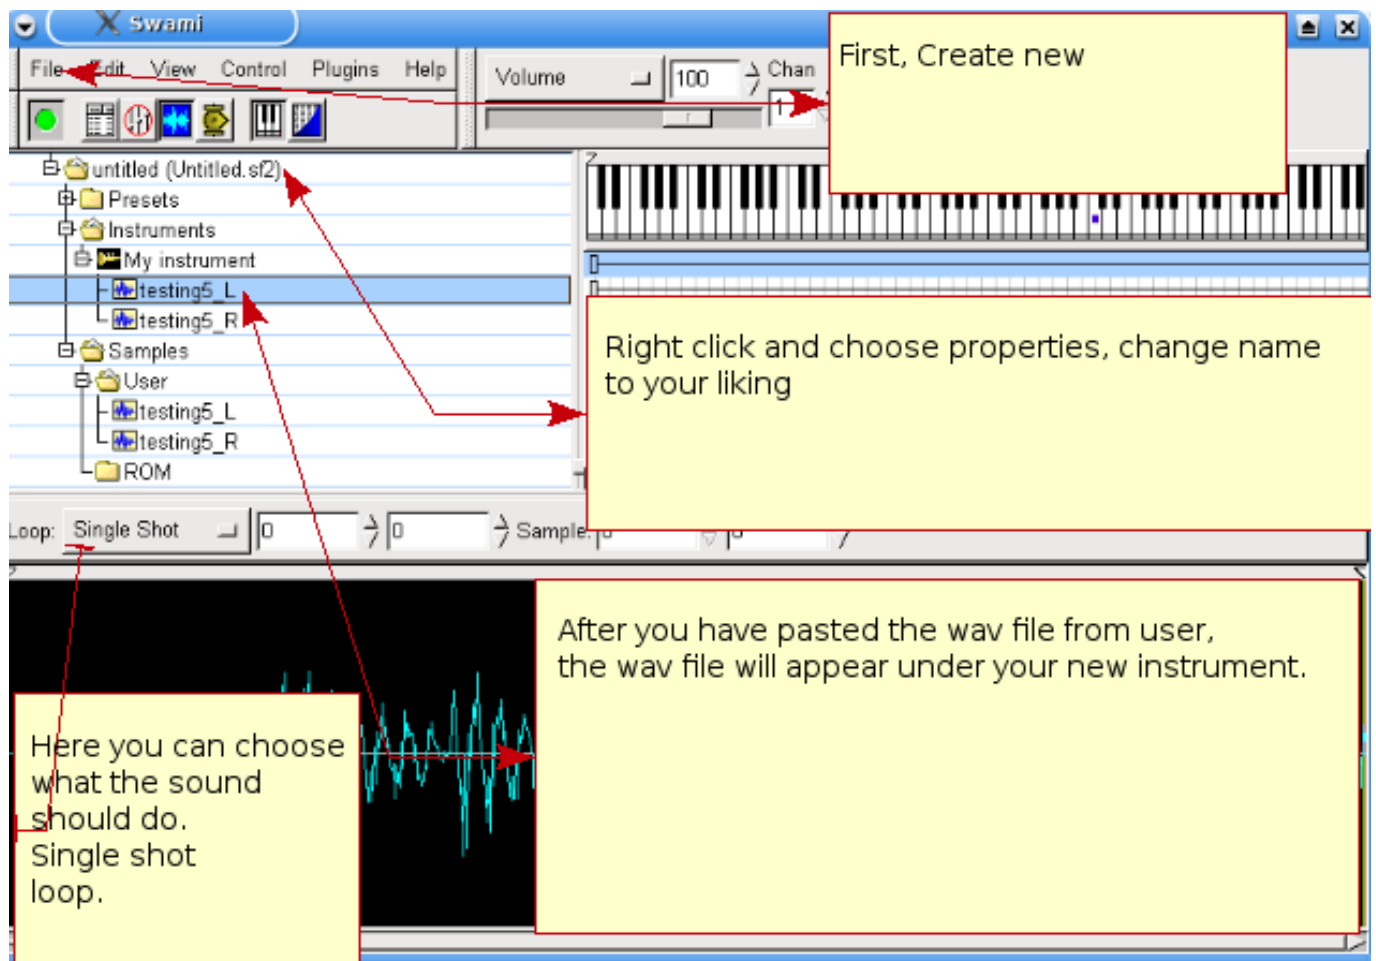 Swami
First, Create new
File Edit View Control Plugins Help
Volume 100 Chan
1
untitled (Untitled.sf2)
Presets
Instruments
My instrument
testing5_L
testing5_R
Samples
User
testing5_L
testing5_R
ROM
Right click and choose properties, change name
to your liking
Loop: Single Shot 0 0 Sample: 0 0
After you have pasted the wav file from user,
the wav file will appear under your new instrument.
Here you can choose
what the sound
should do.
Single shot
loop.